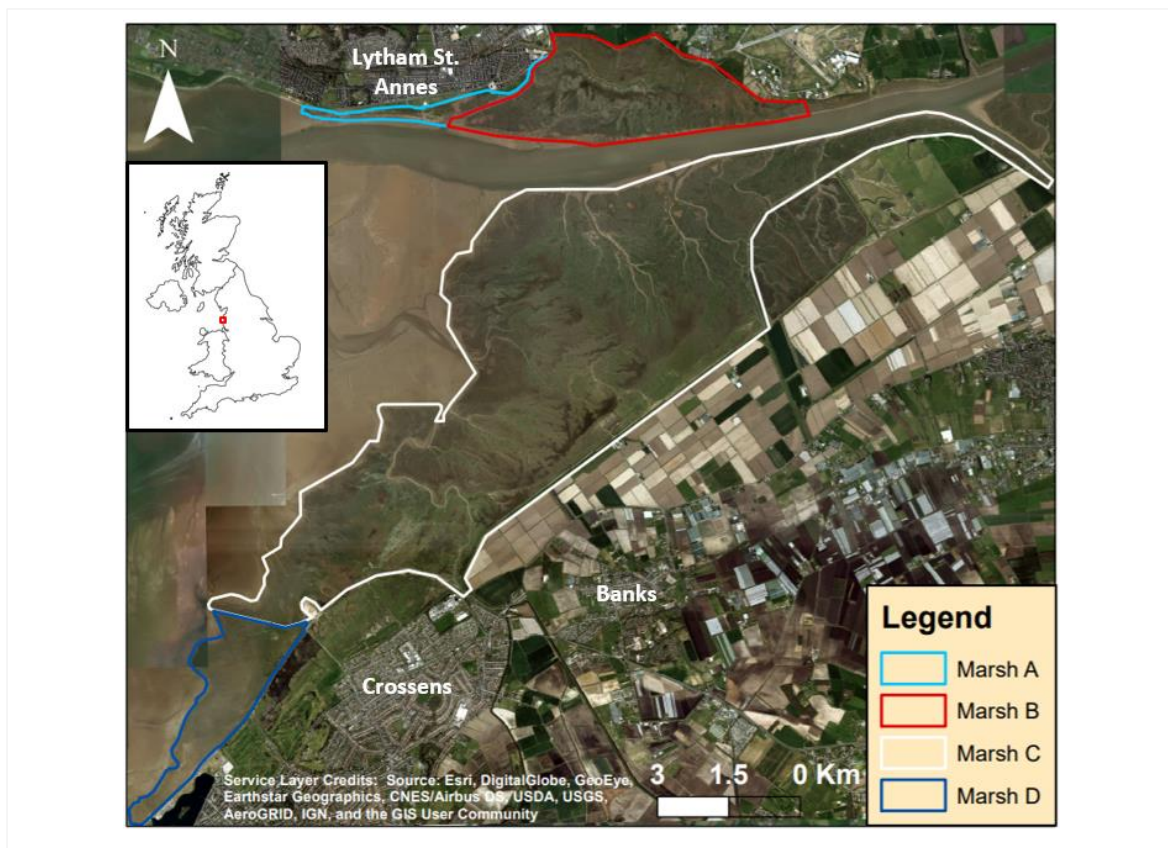 N
Lytham St.
Annes
Banks
Crossens
Legend
Marsh A
Marsh B
Marsh C
Marsh D
3 1.5 0 Km
Service Layer Credits: Source: Esri, DigitalGlobe, GeoEye,
Earthstar Geographics, CNES/Airbus DS, USDA, USGS,
AeroGRID, IGN, and the GIS User Community